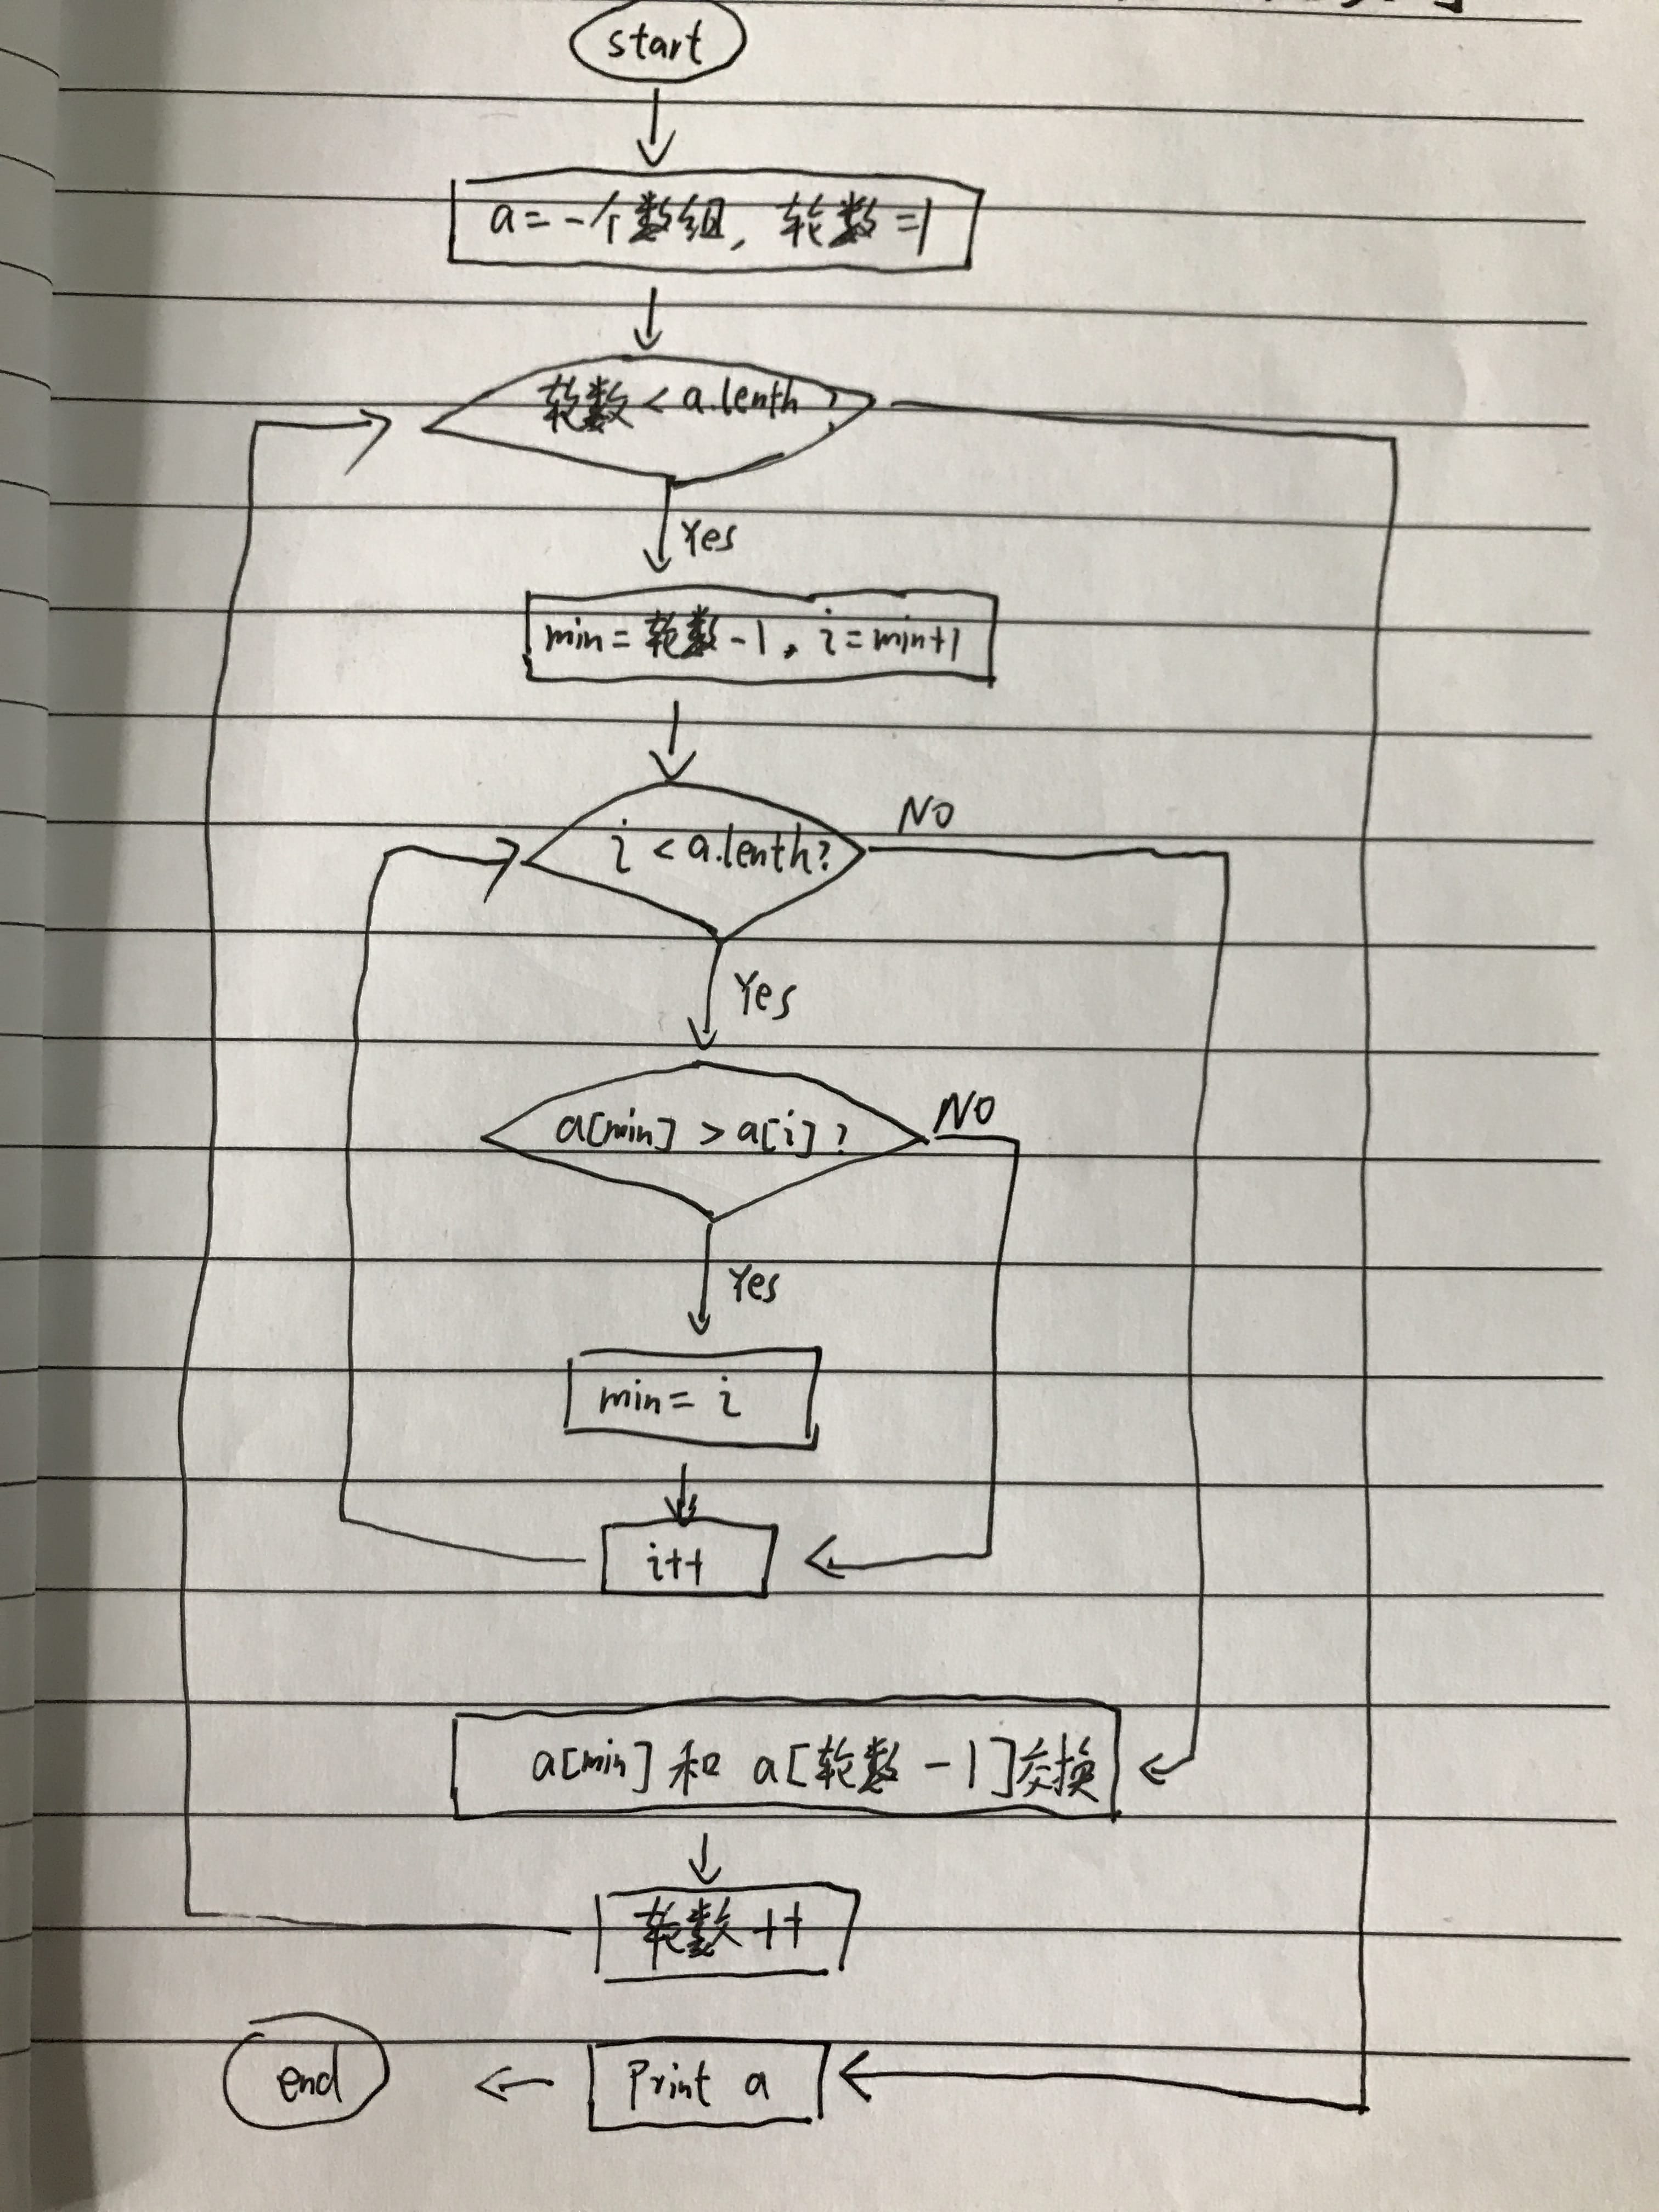 start
a=一个数组, 轮数=1
轮数<a.lenth?
Yes
min=轮数-1, i=min+1
NO
i<a.lenth?
Yes
NO
a[min]>a[i]?
Yes
min=i
i++
a[min]和 a[轮数-1]交换
轮数++
end
Print a